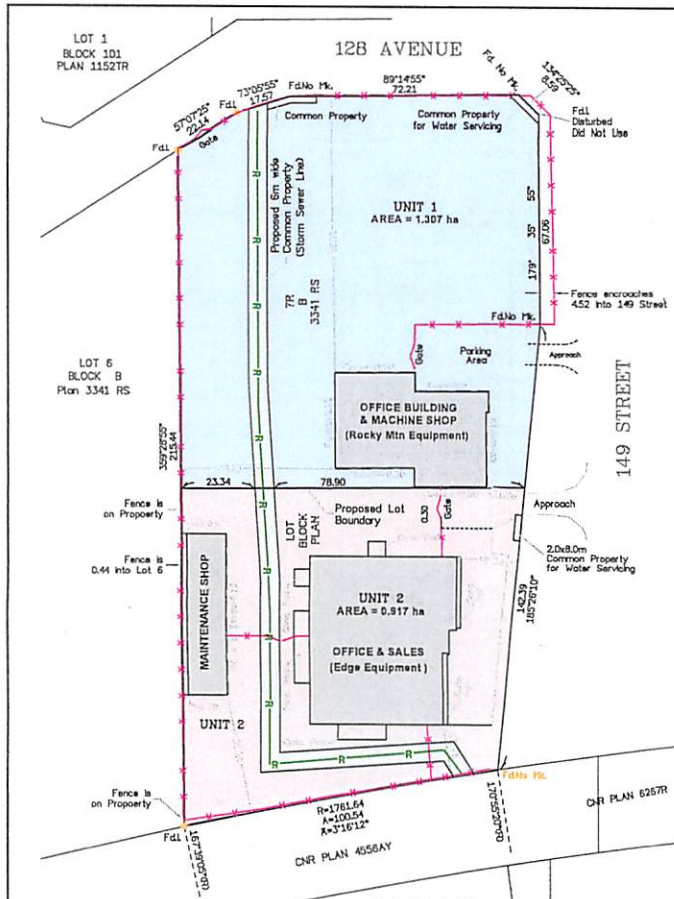 LOT 1
BLOCK 101
PLAN 1152TR
128 AVENUE
57°07'25"
22.14
Gate
Fd.I.
Fd.I.
73°05'55"
17.57
Fd.No Mk.
89°14'55"
72.21
Fd. No Mk.
134°25'25"
8.59
Fd.I.
Disturbed
Did Not Use
Common Property
Common Property
for Water Servicing
Proposed 6m wide
Common Property
(Storm Sewer Line)
UNIT 1
AREA = 1.307 ha
179° 35' 55"
67.06
7R
B
3341 RS
Fence encroaches
4.52 into 149 Street
Fd.No Mk.
Gate
Parking
Area
Approach
LOT 6
BLOCK B
Plan 3341 RS
359°28'55"
215.44
149 STREET
OFFICE BUILDING
& MACHINE SHOP
(Rocky Mtn Equipment)
23.34
78.90
Proposed Lot
Boundary
0.30
Gate
Approach
Fence is
on Property
LOT
BLOCK
PLAN
2.0x8.0m
Common Property
for Water Servicing
Fence is
0.44 into Lot 6
MAINTENANCE SHOP
UNIT 2
AREA = 0.917 ha
OFFICE & SALES
(Edge Equipment)
142.39
185°26'10"
UNIT 2
R
R
R
R
R
R
R
R
R
R
R
R
Fence is
on Propoerty
Fd.I.
R=1761.64
A=100.54
167°39'05"(R)
170°55'20"(R)
Fd.No Mk.
CNR PLAN 4556AY
CNR PLAN 6267R